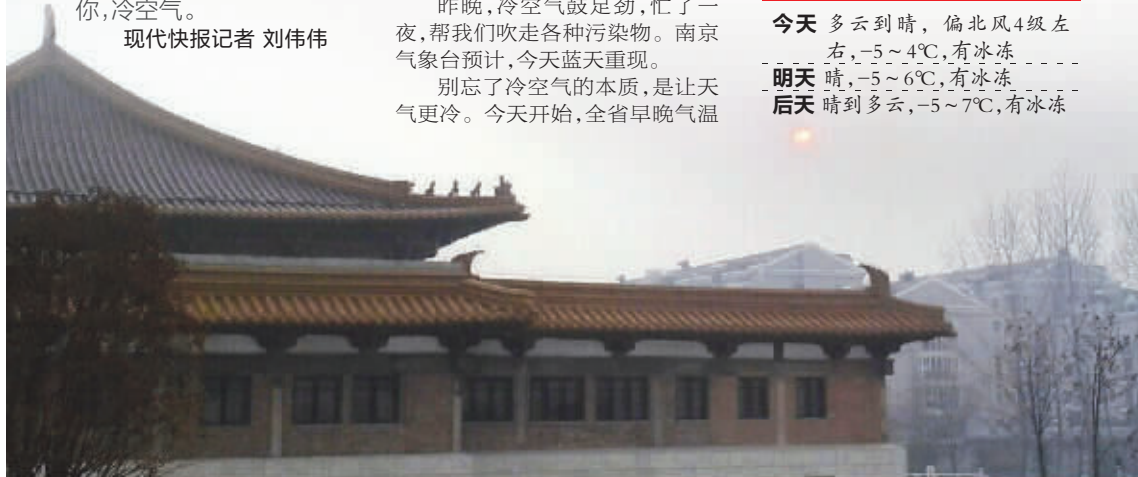 你,冷空气。
现代快报记者 刘伟伟
昨晚,冷空气鼓足劲,忙了一
夜,帮我们吹走各种污染物。南京
气象台预计,今天蓝天重现。
别忘了冷空气的本质,是让天
气更冷。今天开始,全省早晚气温
今天 多云到晴，偏北风4级左
右,-5~4℃,有冰冻
明天 晴,-5~6℃,有冰冻
后天 晴到多云,-5~7℃,有冰冻